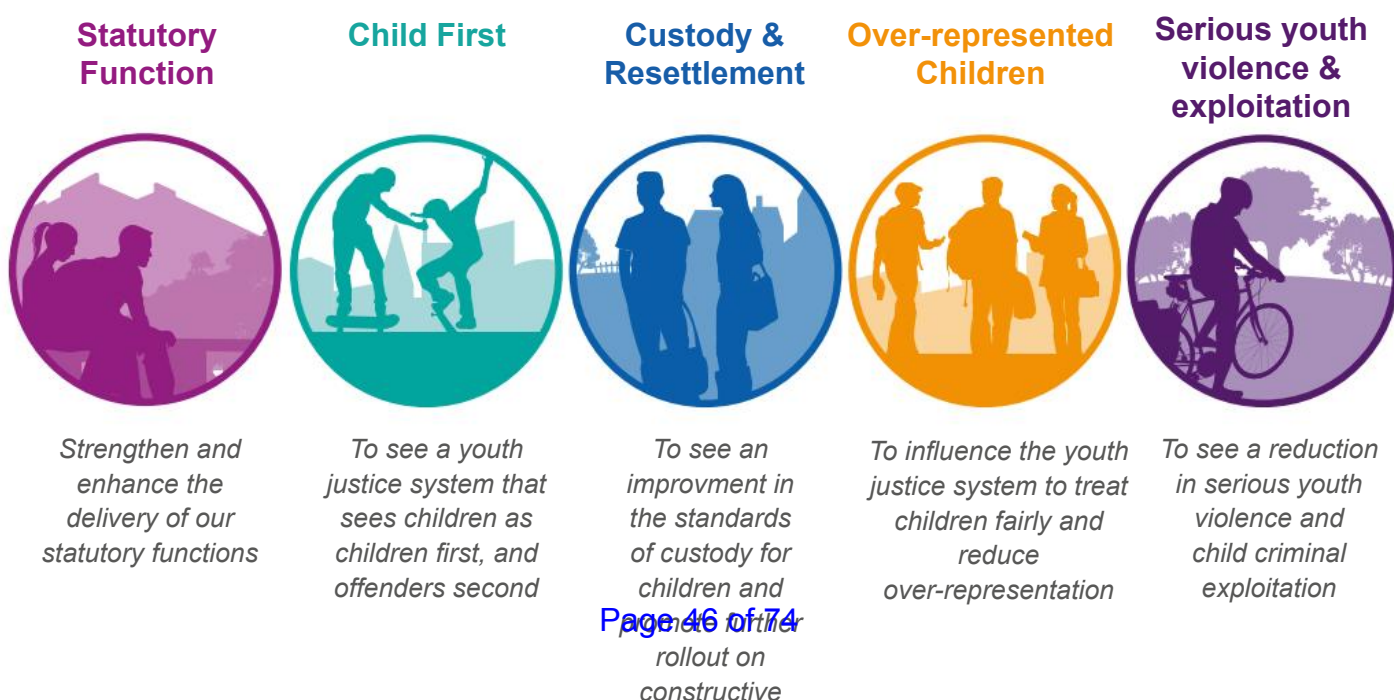 Statutory
Function
Child First
Custody &
Resettlement
Over-represented
Children
Serious youth
violence &
exploitation
Strengthen and
enhance the
delivery of our
statutory functions
To see a youth
justice system that
sees children as
children first, and
offenders second
To see an
improvment in
the standards
of custody for
children and
promote further
rollout on
constructive
To influence the youth
justice system to treat
children fairly and
reduce
over-representation
To see a reduction
in serious youth
violence and
child criminal
exploitation
Page 46 of 74